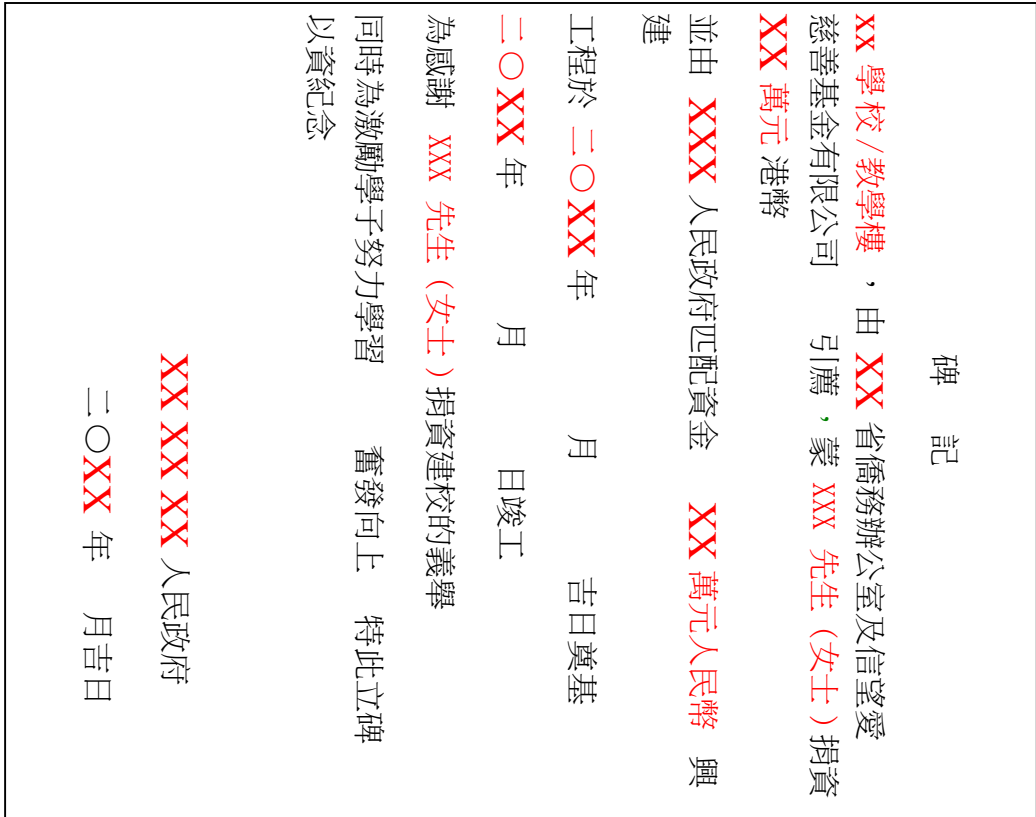 碑 記
XX 學校/教學樓，由 XX 省僑務辦公室及信望愛
慈善基金有限公司 引薦，蒙 XXX 先生（女士）捐資
XX 萬元 港幣
並由 XXX 人民政府匹配資金 XX 萬元人民幣 興
建
工程於 二〇XX 年 月 吉日奠基
二〇XX 年 月 日竣工
為感謝 XXX 先生（女士）捐資建校的義舉
同時為激勵學子努力學習 奮發向上 特此立碑
以資紀念
XX XX XX 人民政府
二〇XX 年 月吉日